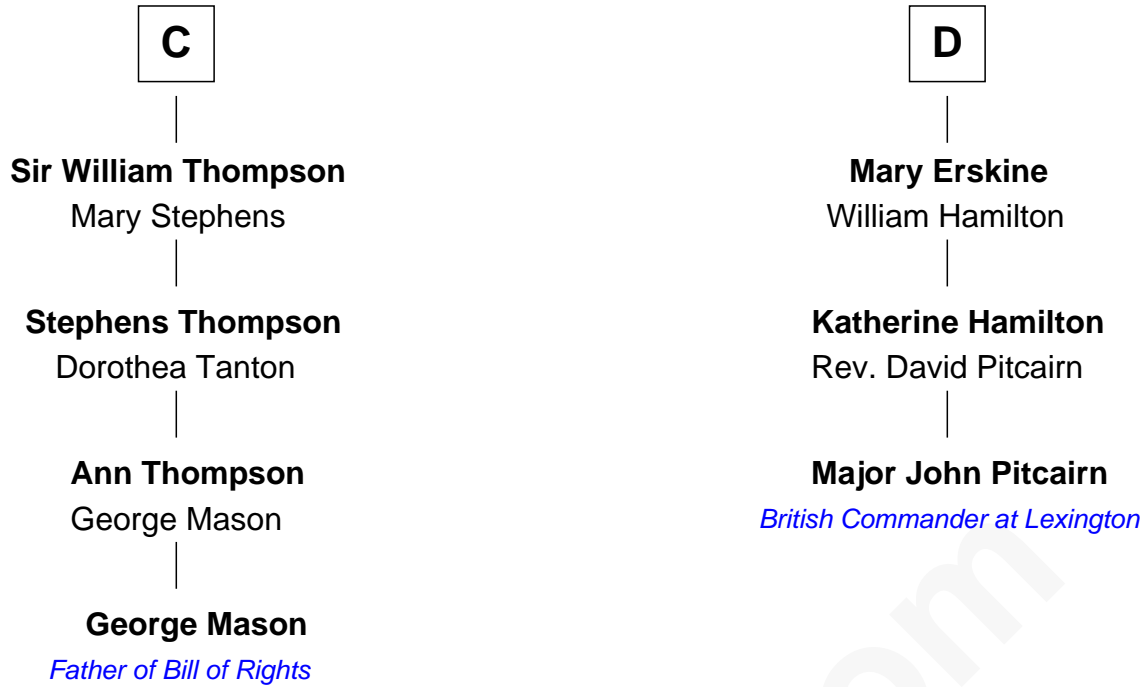 C
Sir William Thompson
Mary Stephens
Stephens Thompson
Dorothea Tanton
Ann Thompson
George Mason
George Mason
Father of Bill of Rights
D
Mary Erskine
William Hamilton
Katherine Hamilton
Rev. David Pitcairn
Major John Pitcairn
British Commander at Lexington
om